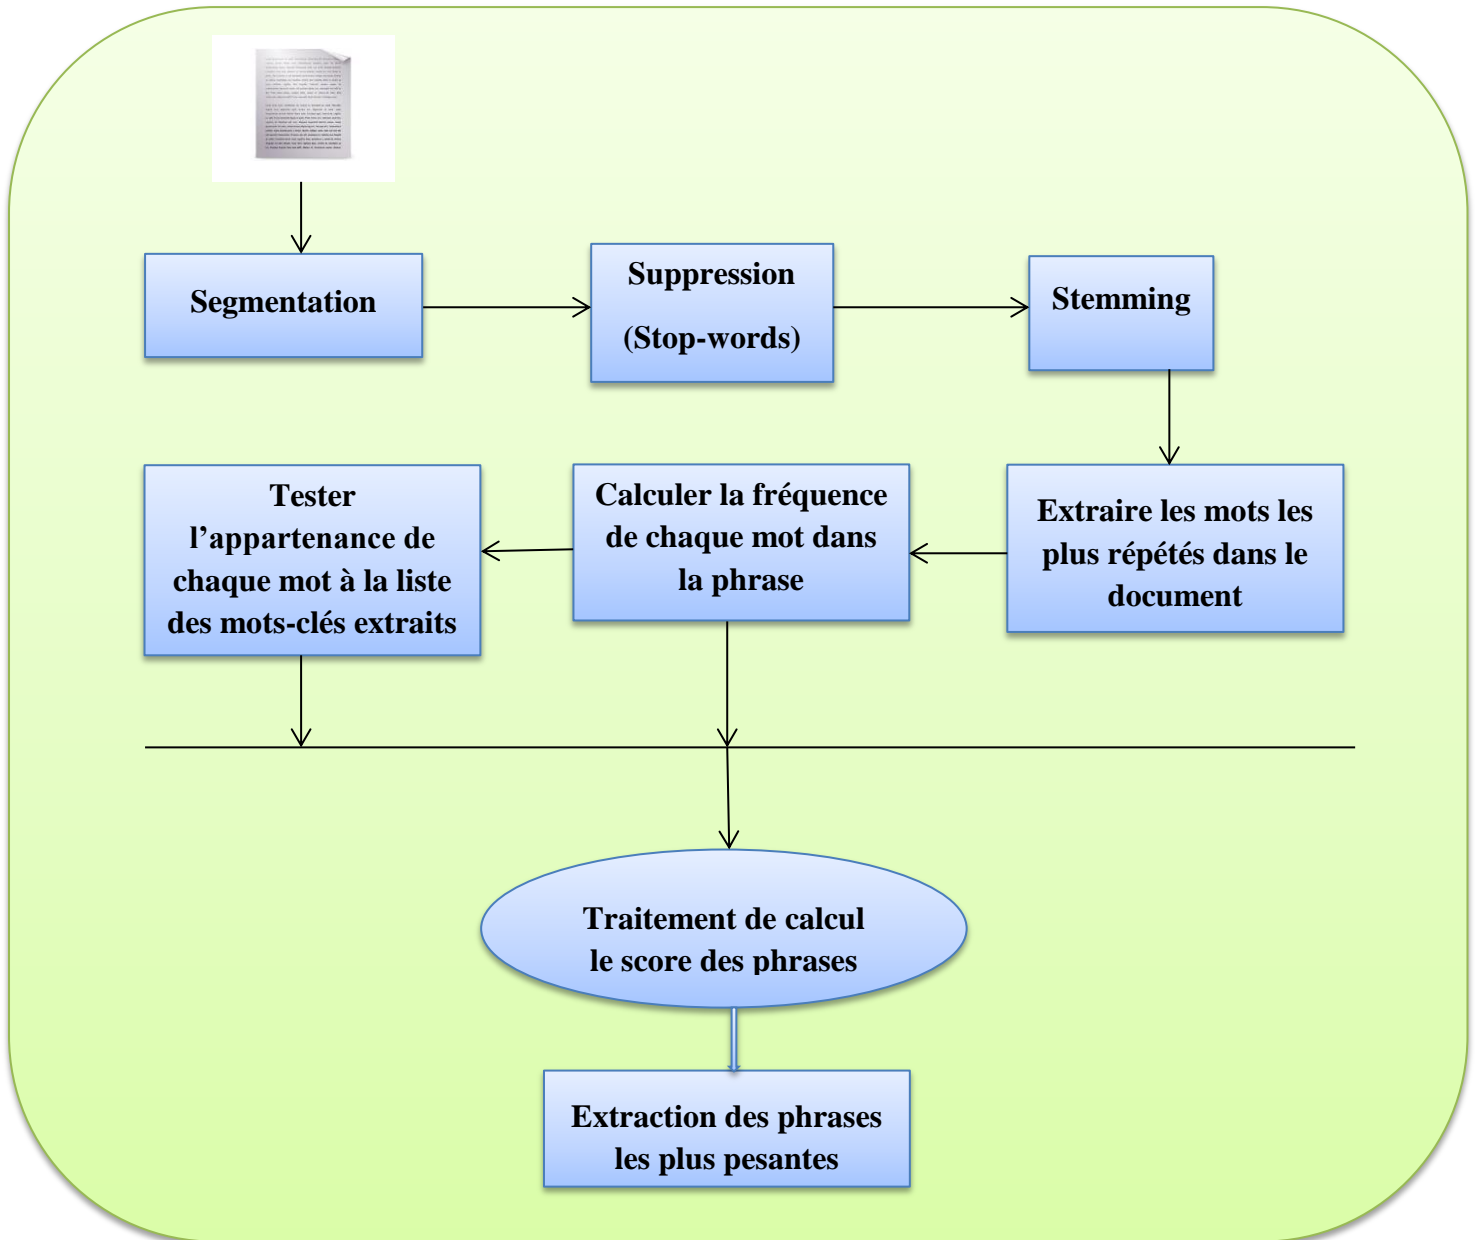 Segmentation
Suppression
(Stop-words)
Stemming
Extraire les mots les
plus répétés dans le
document
Calculer la fréquence
de chaque mot dans
la phrase
Tester
l’appartenance de
chaque mot à la liste
des mots-clés extraits
Traitement de calcul
le score des phrases
Extraction des phrases
les plus pesantes